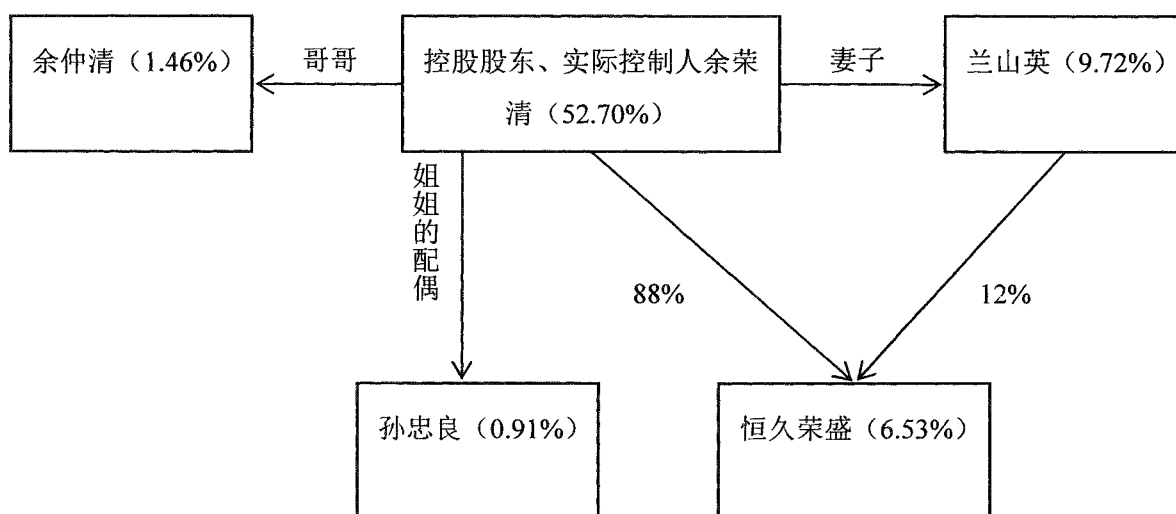 余仲清（1.46%）
哥哥
控股股东、实际控制人余荣
清（52.70%）
妻子
兰山英（9.72%）
姐姐的配偶
88%
12%
孙忠良（0.91%）
恒久荣盛（6.53%）